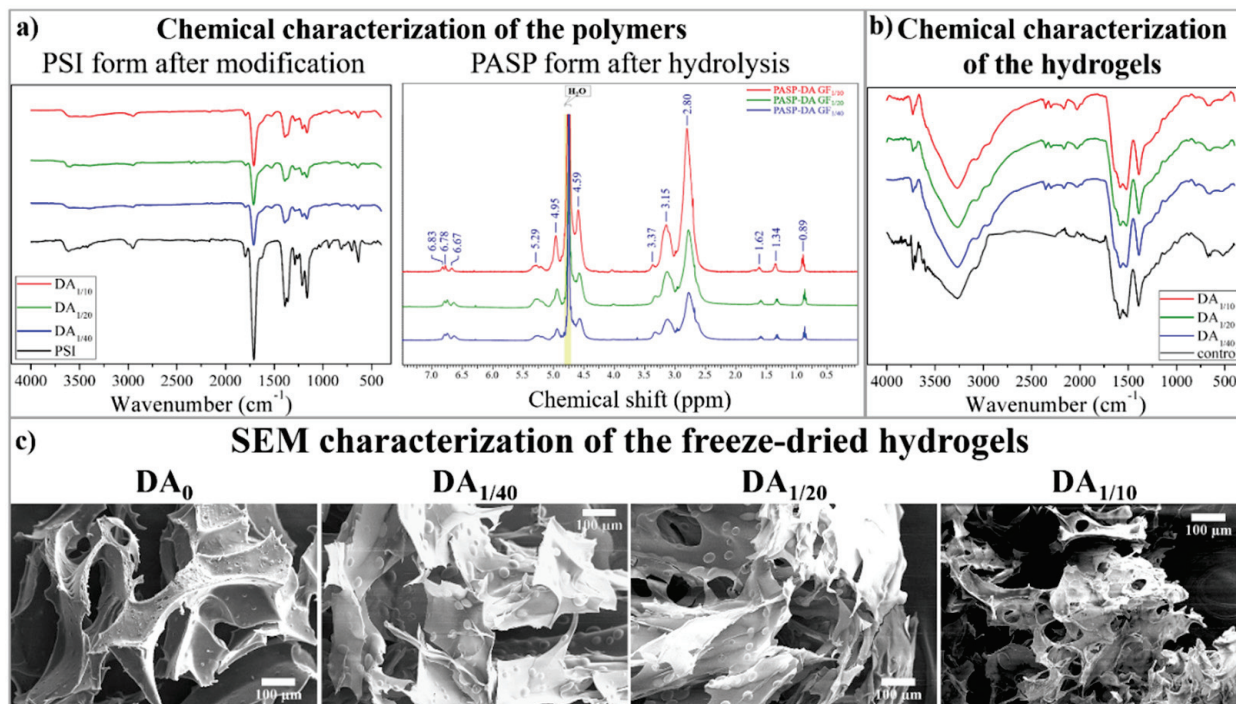 a) Chemical characterization of the polymers
PSI form after modification
PASP form after hydrolysis
DA1/10
DA1/20
DA1/40
PSI
4000 3500 3000 2500 2000 1500 1000 500
Wavenumber (cm-1)
H2O
PASP-DA GF1/10
PASP-DA GF1/20
PASP-DA GF1/40
6.83
6.78
6.67
5.29
4.95
4.59
3.37
3.15
2.80
1.62
1.34
0.89
7.0 6.5 6.0 5.5 5.0 4.5 4.0 3.5 3.0 2.5 2.0 1.5 1.0 0.5
Chemical shift (ppm)
b) Chemical characterization
of the hydrogels
DA1/10
DA1/20
DA1/40
control
4000 3500 3000 2500 2000 1500 1000 500
Wavenumber (cm-1)
c) SEM characterization of the freeze-dried hydrogels
DA0
DA1/40
DA1/20
DA1/10
100 µm
100 µm
100 µm
100 µm